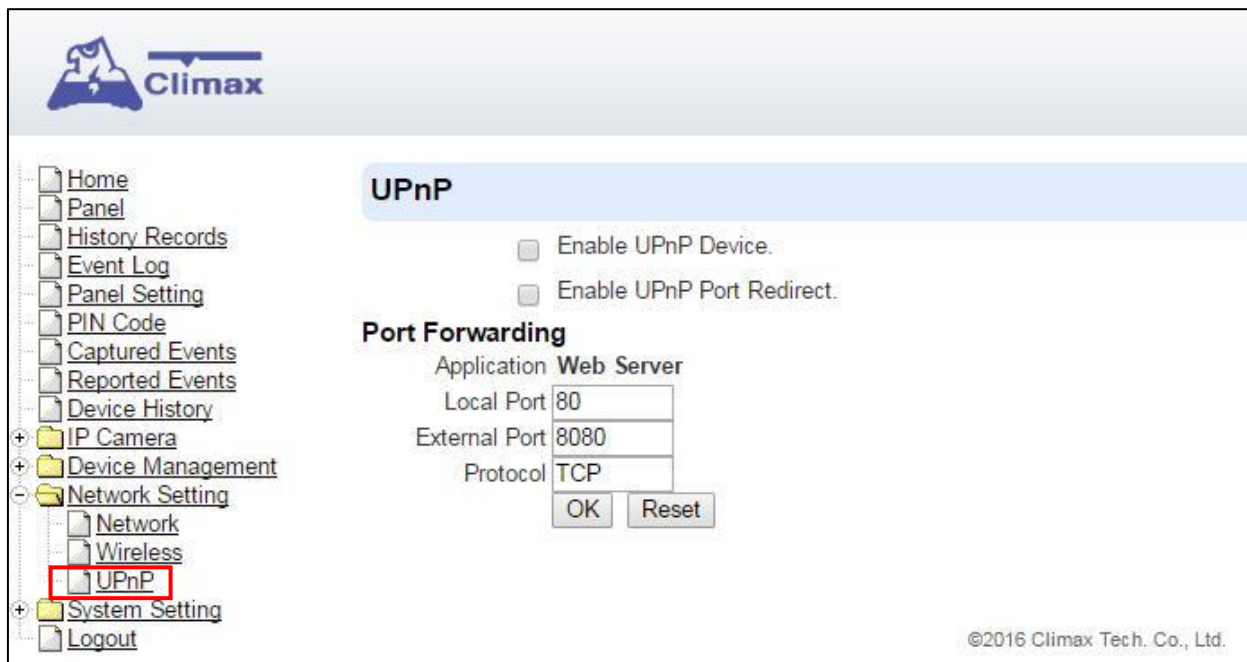 Climax
Home
Panel
History Records
Event Log
Panel Setting
PIN Code
Captured Events
Reported Events
Device History
IP Camera
Device Management
Network Setting
Network
Wireless
UPnP
System Setting
Logout
UPnP
Enable UPnP Device.
Enable UPnP Port Redirect.
Port Forwarding
Application Web Server
Local Port 80
External Port 8080
Protocol TCP
OK Reset
©2016 Climax Tech. Co., Ltd.